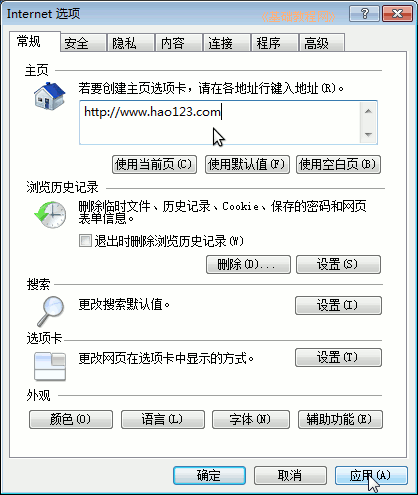 Internet 选项
常规 安全 隐私 内容 连接 程序 高级
主页
若要创建主页选项卡，请在各地址行键入地址(R)。
http://www.hao123.com
使用当前页(C) 使用默认值(F) 使用空白页(B)
浏览历史记录
删除临时文件、历史记录、Cookie、保存的密码和网页
表单信息。
退出时删除浏览历史记录(W)
删除(D)... 设置(S)
搜索
更改搜索默认值。 设置(I)
选项卡
更改网页在选项卡中显示的方式。 设置(T)
外观
颜色(O) 语言(L) 字体(N) 辅助功能(E)
确定 取消 应用(A)